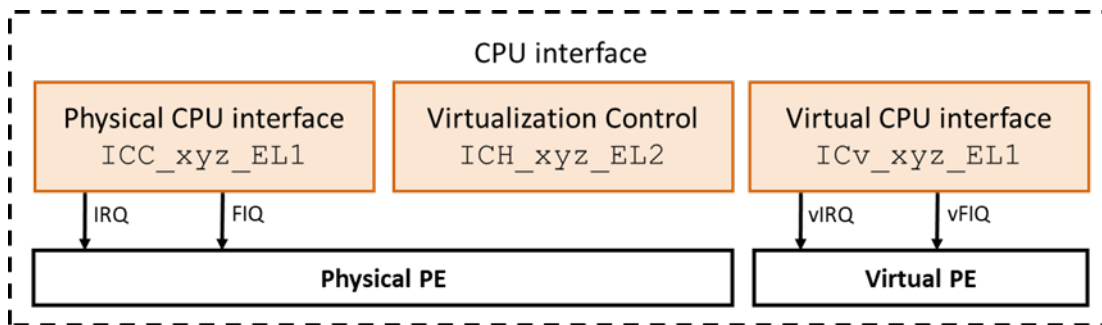 CPU interface
Physical CPU interface
ICC_xyz_EL1
Virtualization Control
ICH_xyz_EL2
Virtual CPU interface
ICv_xyz_EL1
IRQ
FIQ
vIRQ
vFIQ
Physical PE
Virtual PE